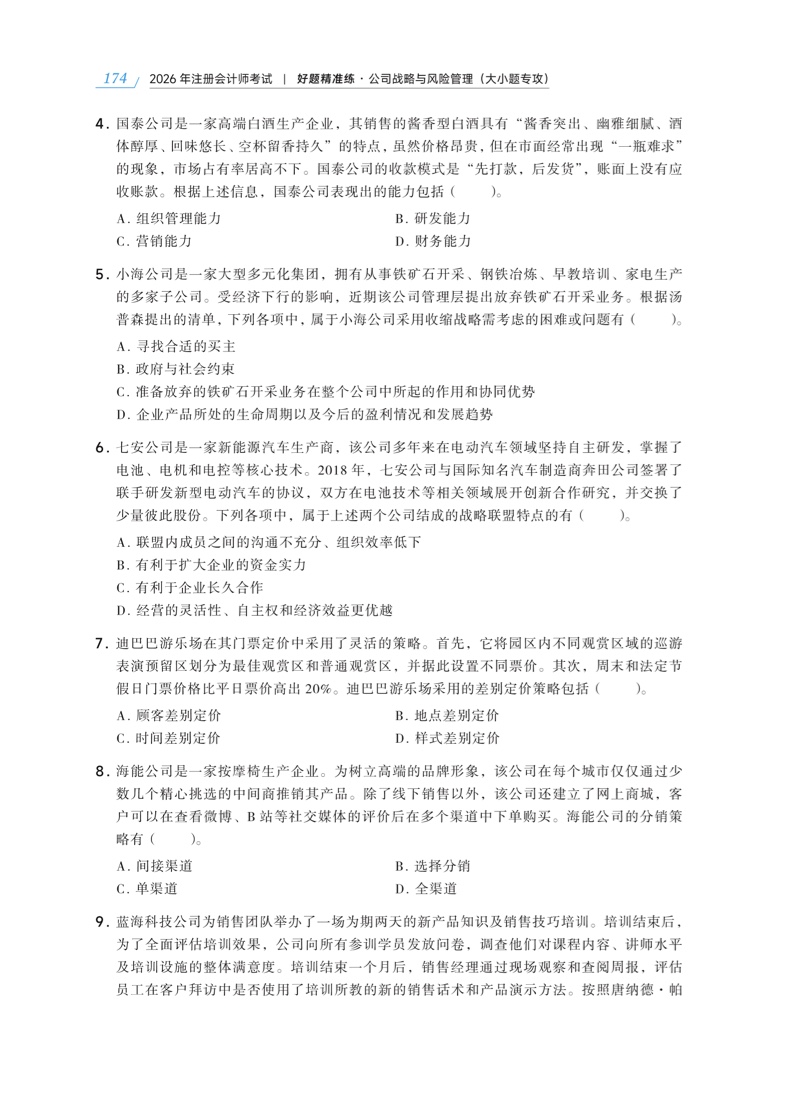 174 2026 年注册会计师考试 | 好题精准练·公司战略与风险管理（大小题专攻）
4. 国泰公司是一家高端白酒生产企业，其销售的酱香型白酒具有“酱香突出、幽雅细腻、酒
体醇厚、回味悠长、空杯留香持久”的特点，虽然价格昂贵，但在市面经常出现“一瓶难求”
的现象，市场占有率居高不下。国泰公司的收款模式是“先打款，后发货”，账面上没有应
收账款。根据上述信息，国泰公司表现出的能力包括（　　）。
A. 组织管理能力 B. 研发能力
C. 营销能力 D. 财务能力
5. 小海公司是一家大型多元化集团，拥有从事铁矿石开采、钢铁冶炼、早教培训、家电生产
的多家子公司。受经济下行的影响，近期该公司管理层提出放弃铁矿石开采业务。根据汤
普森提出的清单，下列各项中，属于小海公司采用收缩战略需考虑的困难或问题有（　　）。
A. 寻找合适的买主
B. 政府与社会约束
C. 准备放弃的铁矿石开采业务在整个公司中所起的作用和协同优势
D. 企业产品所处的生命周期以及今后的盈利情况和发展趋势
6. 七安公司是一家新能源汽车生产商，该公司多年来在电动汽车领域坚持自主研发，掌握了
电池、电机和电控等核心技术。2018 年，七安公司与国际知名汽车制造商奔田公司签署了
联手研发新型电动汽车的协议，双方在电池技术等相关领域展开创新合作研究，并交换了
少量彼此股份。下列各项中，属于上述两个公司结成的战略联盟特点的有（　　）。
A. 联盟内成员之间的沟通不充分、组织效率低下
B. 有利于扩大企业的资金实力
C. 有利于企业长久合作
D. 经营的灵活性、自主权和经济效益更优越
7. 迪巴巴游乐场在其门票定价中采用了灵活的策略。首先，它将园区内不同观赏区域的巡游
表演预留区划分为最佳观赏区和普通观赏区，并据此设置不同票价。其次，周末和法定节
假日门票价格比平日票价高出 20%。迪巴巴游乐场采用的差别定价策略包括（　　）。
A. 顾客差别定价 B. 地点差别定价
C. 时间差别定价 D. 样式差别定价
8. 海能公司是一家按摩椅生产企业。为树立高端的品牌形象，该公司在每个城市仅仅通过少
数几个精心挑选的中间商推销其产品。除了线下销售以外，该公司还建立了网上商城，客
户可以在查看微博、B 站等社交媒体的评价后在多个渠道中下单购买。海能公司的分销策
略有（　　）。
A. 间接渠道 B. 选择分销
C. 单渠道 D. 全渠道
9. 蓝海科技公司为销售团队举办了一场为期两天的新产品知识及销售技巧培训。培训结束后，
为了全面评估培训效果，公司向所有参训学员发放问卷，调查他们对课程内容、讲师水平
及培训设施的整体满意度。培训结束一个月后，销售经理通过现场观察和查阅周报，评估
员工在客户拜访中是否使用了培训所教的新的销售话术和产品演示方法。按照唐纳德·帕